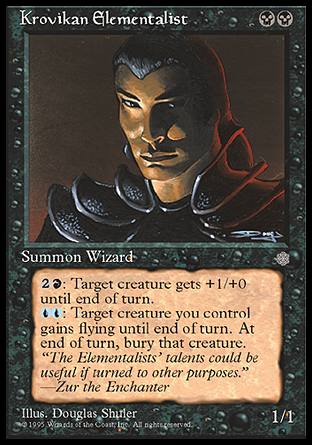 Krovikan Elementalist
Summon Wizard
2: Target creature gets +1/+0
until end of turn.
: Target creature you control
gains flying until end of turn. At
end of turn, bury that creature.
“The Elementalists’ talents could be
useful if turned to other purposes.”
—Zur the Enchanter
Illus. Douglas Shuler
1/1
© 1995 Wizards of the Coast, Inc. All rights reserved.